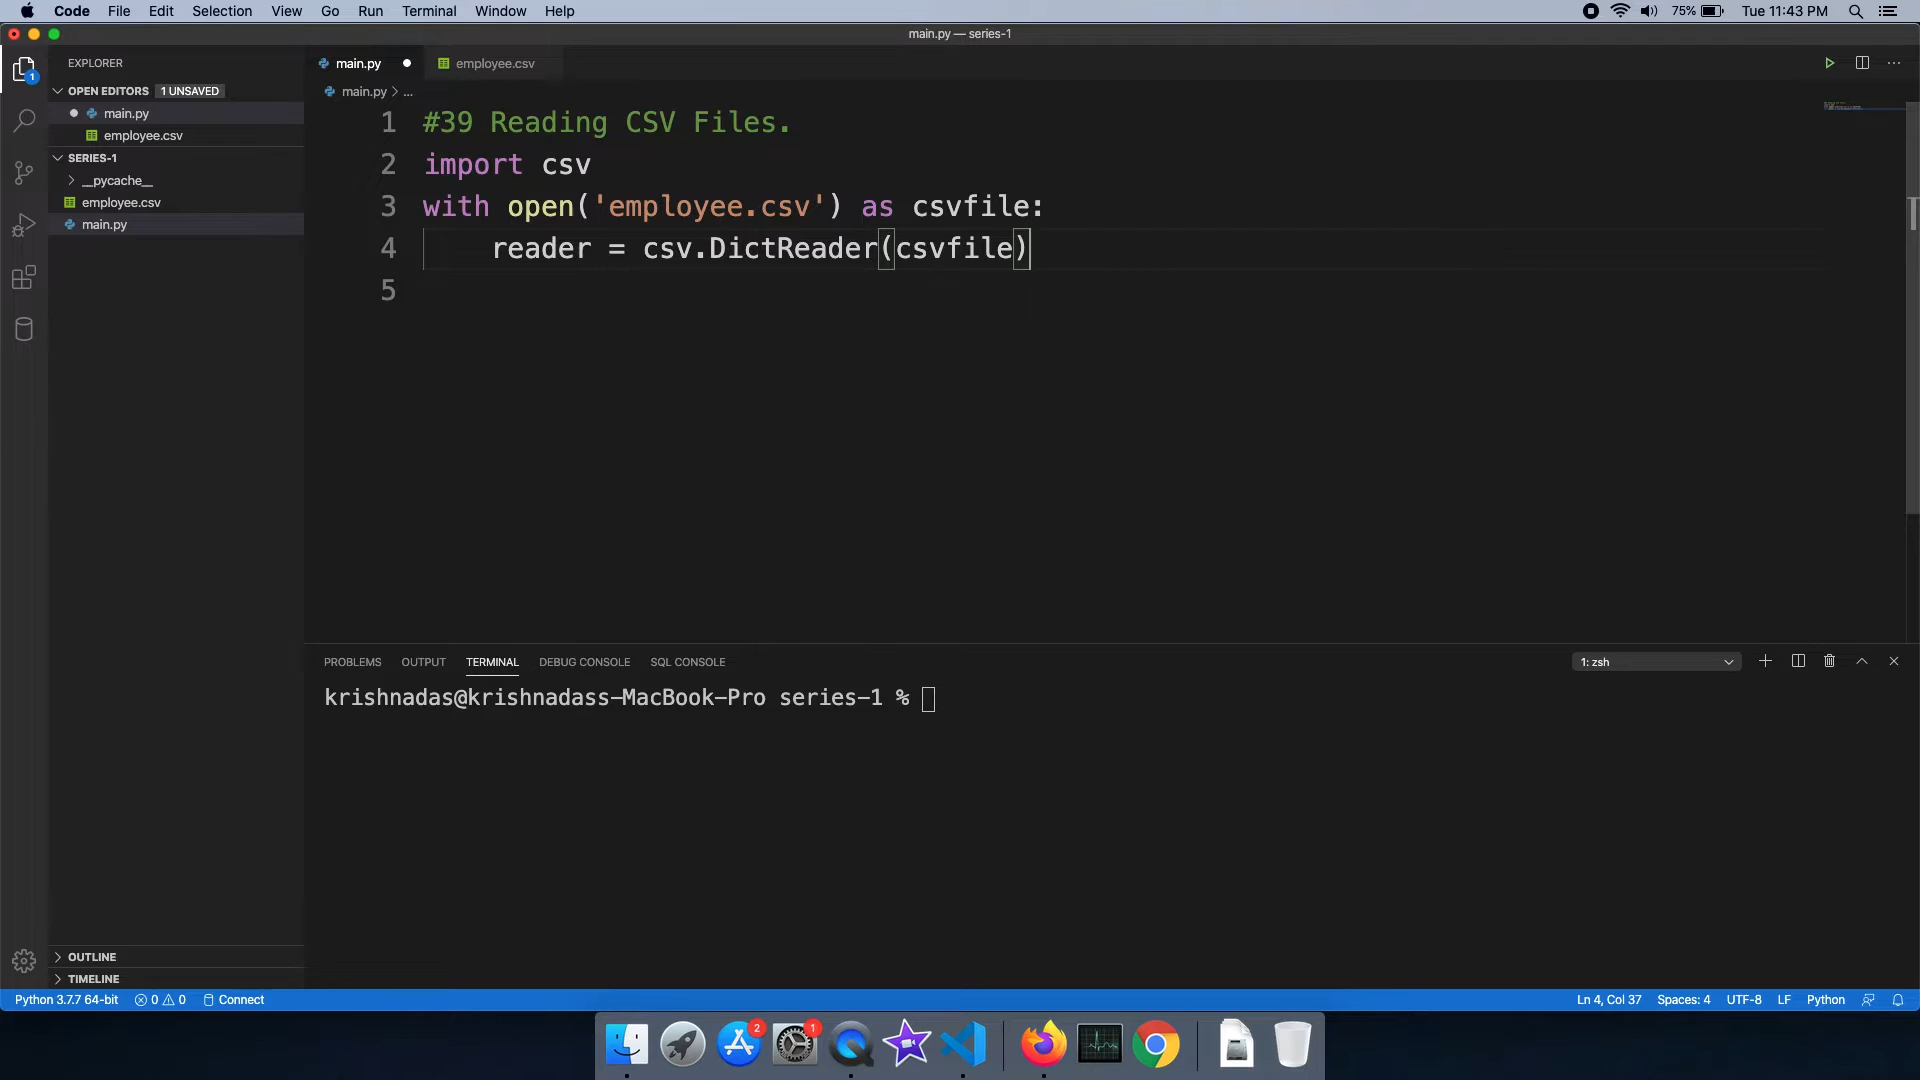 Code File Edit Selection View Go Run Terminal Window Help 75% Tue 11:43 PM
main.py — series-1
EXPLORER
main.py employee.csv
OPEN EDITORS 1 UNSAVED
main.py > ...
main.py
employee.csv
SERIES-1
__pycache__
employee.csv
main.py
1 #39 Reading CSV Files.
2 import csv
3 with open('employee.csv') as csvfile:
4 reader = csv.DictReader(csvfile)
5
PROBLEMS OUTPUT TERMINAL DEBUG CONSOLE SQL CONSOLE 1: zsh
krishnadas@krishnadass-MacBook-Pro series-1 %
OUTLINE
TIMELINE
Python 3.7.7 64-bit 0 0 Connect Ln 4, Col 37 Spaces: 4 UTF-8 LF Python
1
2 1